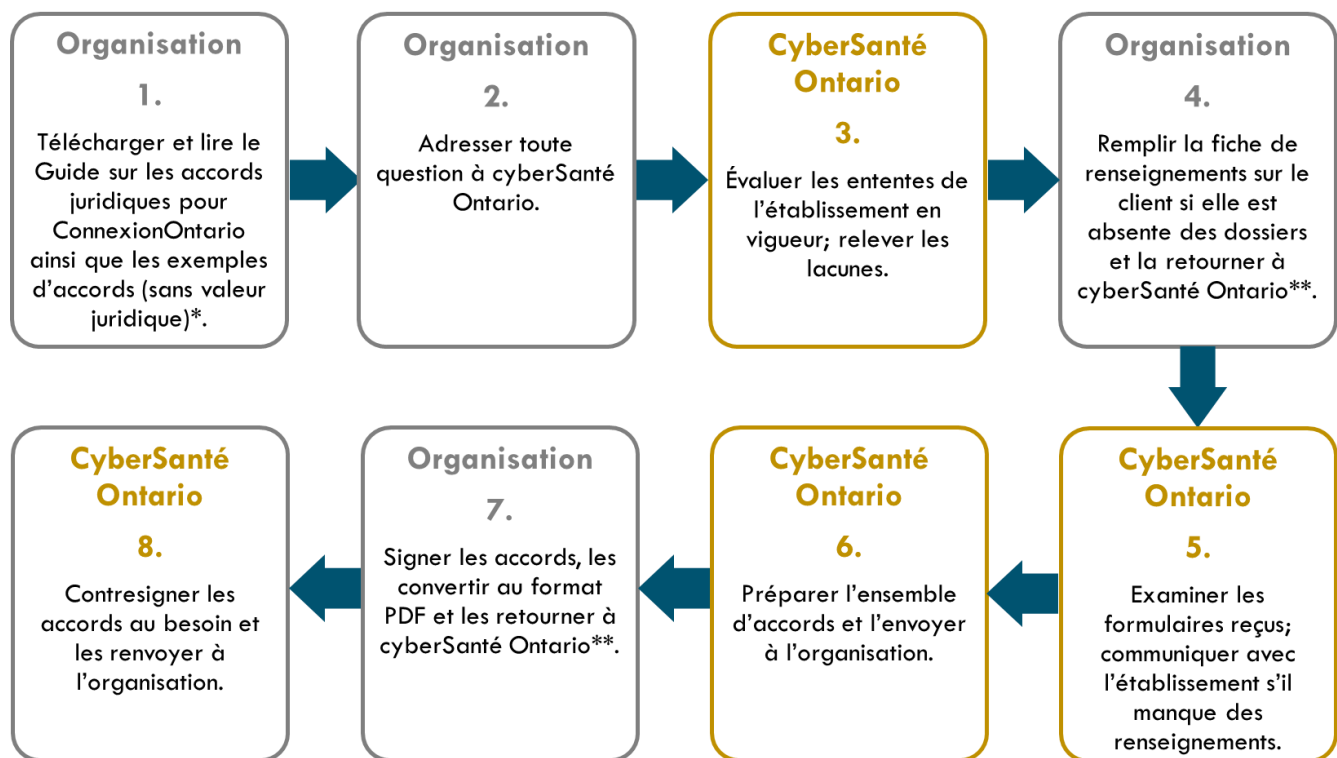 Organisation
1.
Télécharger et lire le
Guide sur les accords
juridiques pour
ConnexionOntario
ainsi que les exemples
d'accords (sans valeur
juridique)*.
Organisation
2.
Adresser toute
question à cyberSanté
Ontario.
CyberSanté
Ontario
3.
Évaluer les ententes de
l'établissement en
vigueur; relever les
lacunes.
Organisation
4.
Remplir la fiche de
renseignements sur le
client si elle est
absente des dossiers
et la retourner à
cyberSanté Ontario**.
CyberSanté
Ontario
5.
Examiner les
formulaires reçus;
communiquer avec
l'établissement s'il
manque des
renseignements.
CyberSanté
Ontario
6.
Préparer l'ensemble
d'accords et l'envoyer
à l'organisation.
Organisation
7.
Signer les accords, les
convertir au format
PDF et les retourner à
cyberSanté Ontario**.
CyberSanté
Ontario
8.
Contresigner les
accords au besoin et
les renvoyer à
l'organisation.